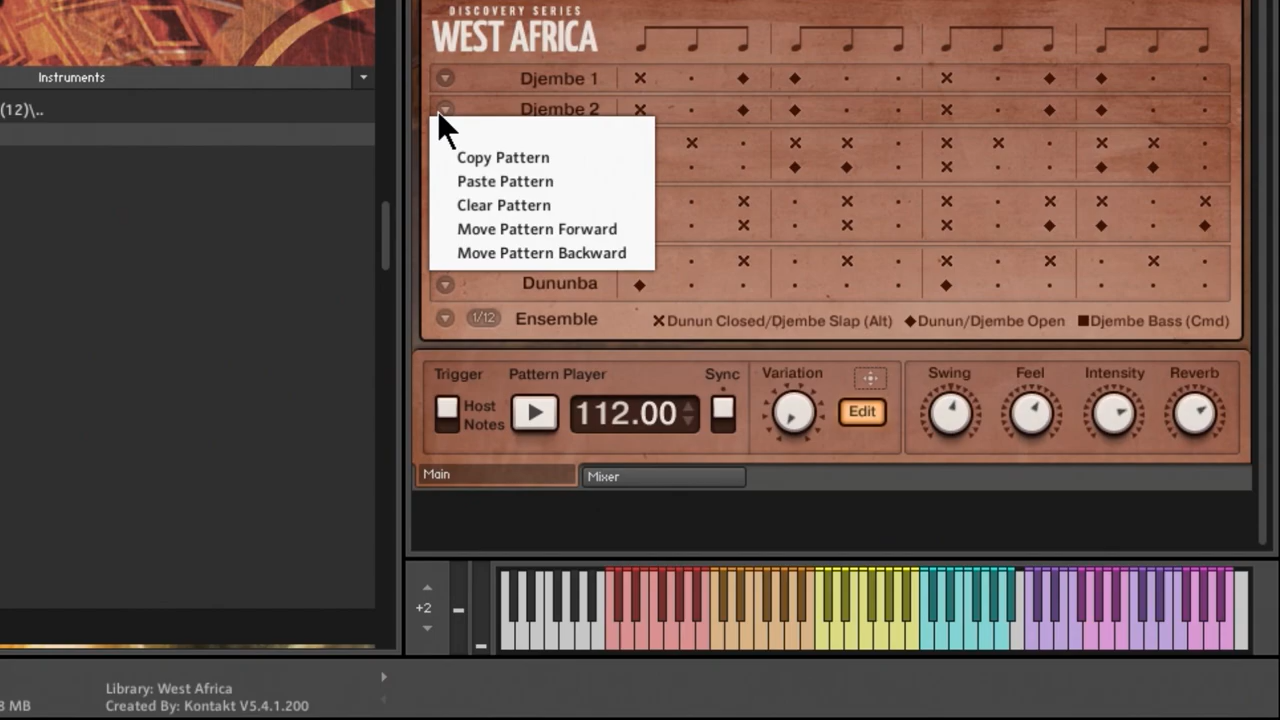 DISCOVERY SERIES
WEST AFRICA
Instruments
(12)\..
Djembe 1
Djembe 2
Copy Pattern
Paste Pattern
Clear Pattern
Move Pattern Forward
Move Pattern Backward
Dununba
1/12 Ensemble
Dunun Closed/Djembe Slap (Alt) Dunun/Djembe Open Djembe Bass (Cmd)
Trigger Pattern Player Sync Variation Swing Feel Intensity Reverb
Host
Notes
112.00
Edit
Main Mixer
+2
Library: West Africa
8 MB Created By: Kontakt V5.4.1.200